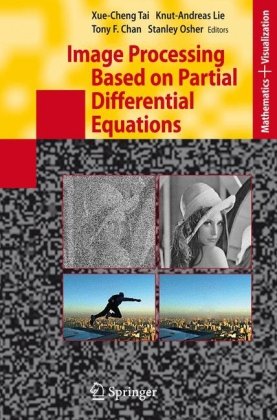 Xue-Cheng Tai Knut-Andreas Lie
Tony F. Chan Stanley Osher Editors
Image Processing
Based on Partial
Differential
Equations
Mathematics + Visualization
Springer